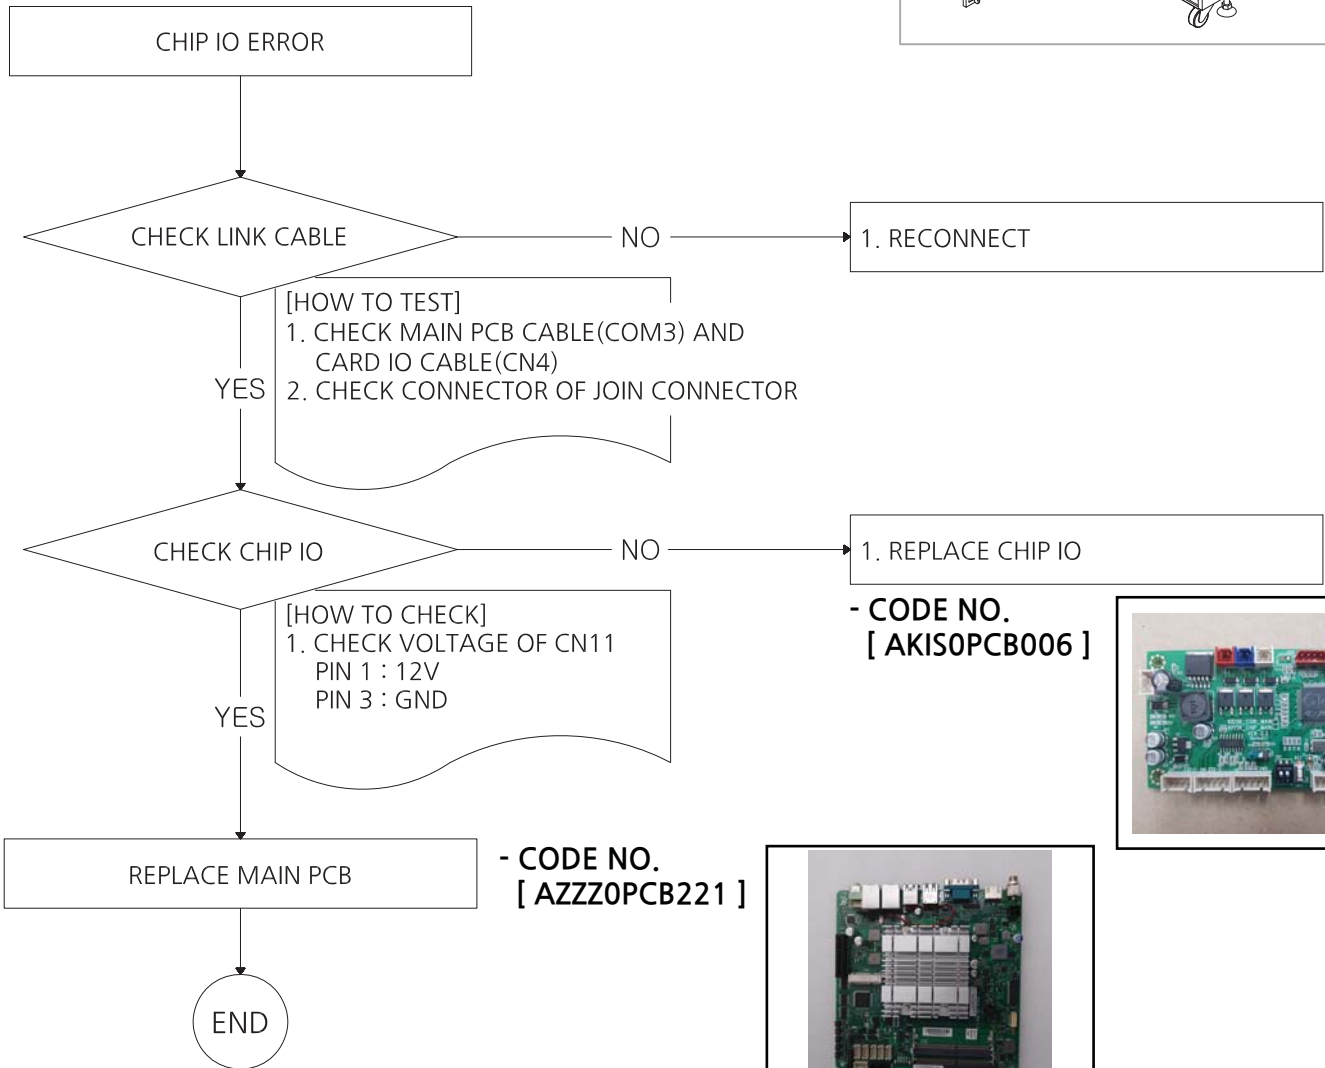 CHIP IO ERROR
CHECK LINK CABLE
NO
1. RECONNECT
[HOW TO TEST]
1. CHECK MAIN PCB CABLE(COM3) AND
CARD IO CABLE(CN4)
2. CHECK CONNECTOR OF JOIN CONNECTOR
YES
CHECK CHIP IO
NO
1. REPLACE CHIP IO
- CODE NO.
[ AKIS0PCB006 ]
[HOW TO CHECK]
1. CHECK VOLTAGE OF CN11
PIN 1 : 12V
PIN 3 : GND
YES
REPLACE MAIN PCB
- CODE NO.
[ AZZZ0PCB221 ]
END